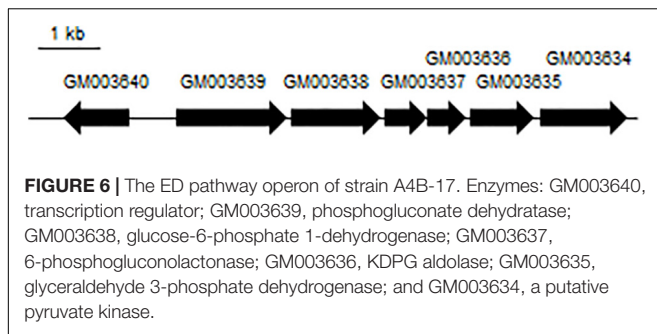 1 kb
GM003636 GM003634
GM003640 GM003639 GM003638 GM003637 GM003635
FIGURE 6 | The ED pathway operon of strain A4B-17. Enzymes: GM003640,
transcription regulator; GM003639, phosphogluconate dehydratase;
GM003638, glucose-6-phosphate 1-dehydrogenase; GM003637,
6-phosphogluconolactonase; GM003636, KDPG aldolase; GM003635,
glyceraldehyde 3-phosphate dehydrogenase; and GM003634, a putative
pyruvate kinase.